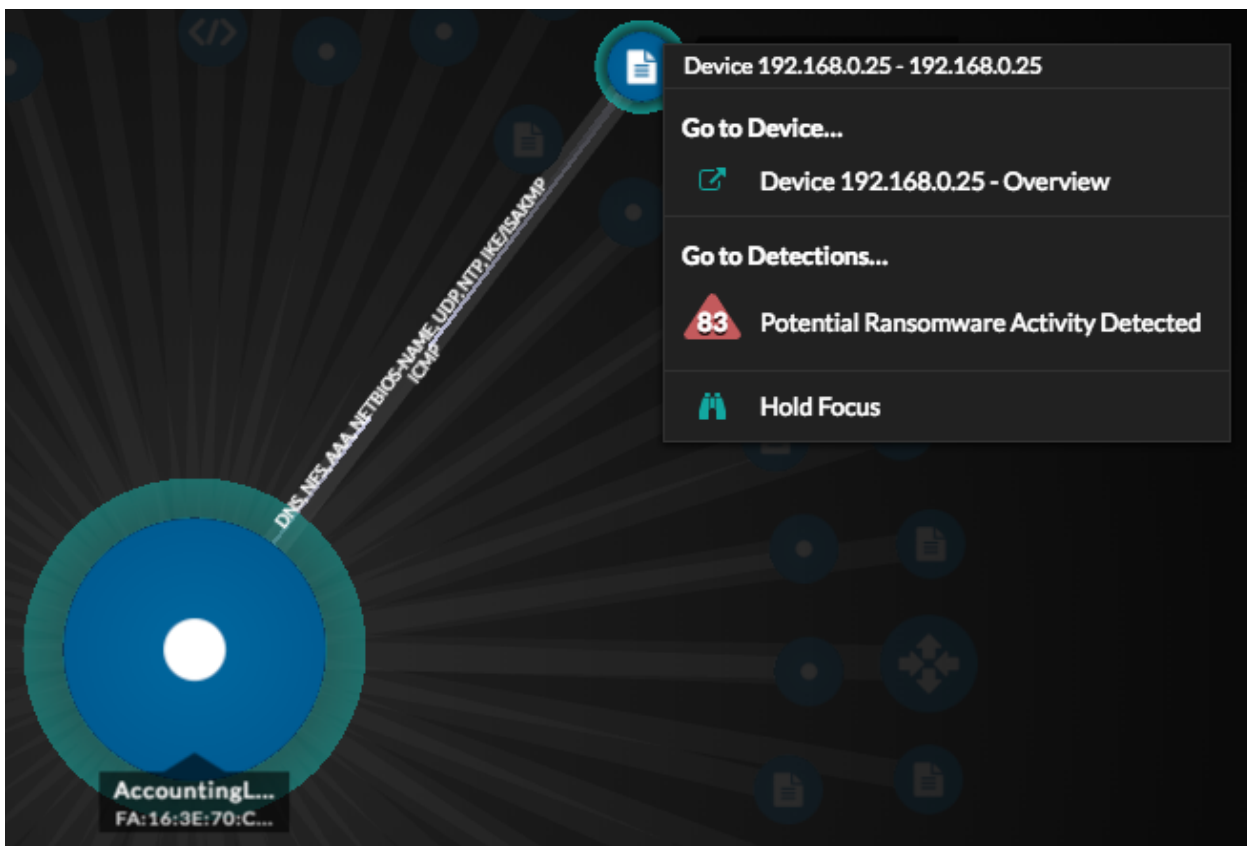 </>
Device 192.168.0.25 - 192.168.0.25
Go to Device...
Device 192.168.0.25 - Overview
Go to Detections...
83 Potential Ransomware Activity Detected
Hold Focus
DNS, NFS, AAA, NETBIOS-NAME, UDP, NTP, IKE/ISAKMP
ICMP
AccountingL...
FA:16:3E:70:C...